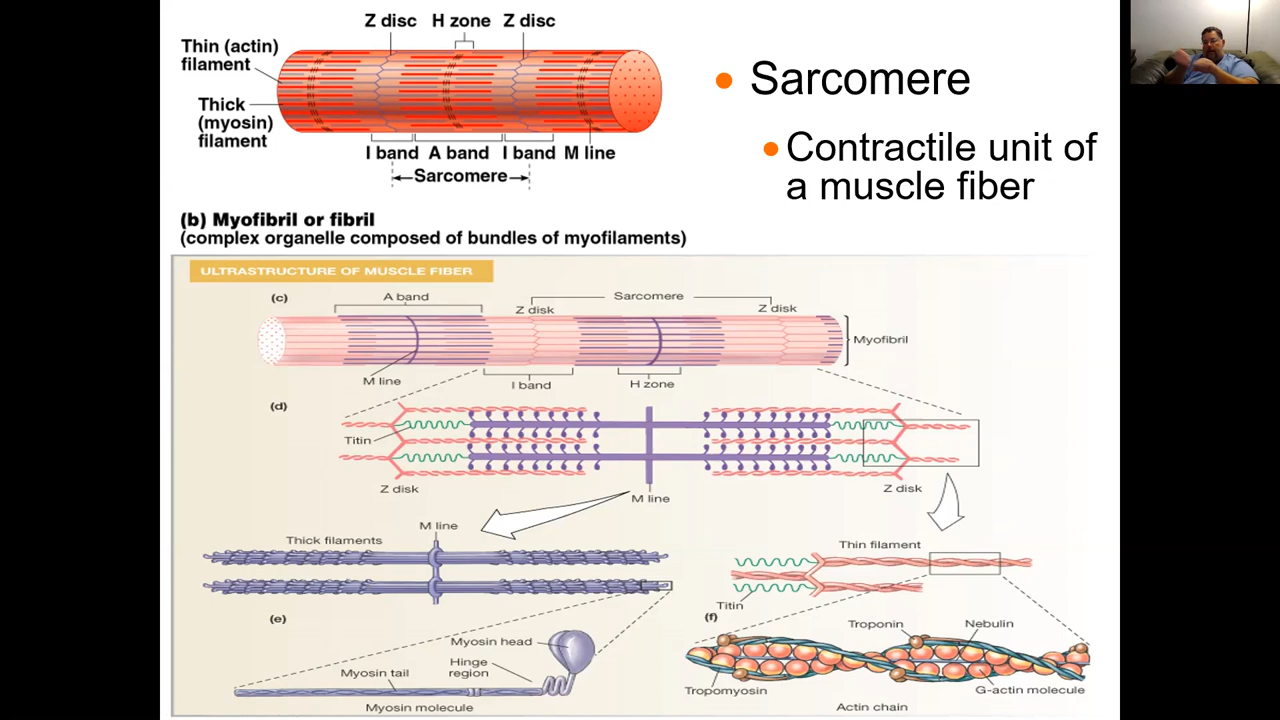 Z disc H zone Z disc
Thin (actin)
filament
Thick
(myosin)
filament
I band A band I band M line
Sarcomere
(b) Myofibril or fibril
(complex organelle composed of bundles of myofilaments)
• Sarcomere
• Contractile unit of
a muscle fiber
ULTRASTRUCTURE OF MUSCLE FIBER
(c)
A band
Sarcomere
Z disk
Z disk
Myofibril
M line
I band
H zone
(d)
Titin
Z disk
M line
Z disk
M line
Thick filaments
(e)
Myosin head
Hinge
region
Myosin tail
Myosin molecule
Thin filament
Titin
(f)
Troponin
Nebulin
Tropomyosin
G-actin molecule
Actin chain